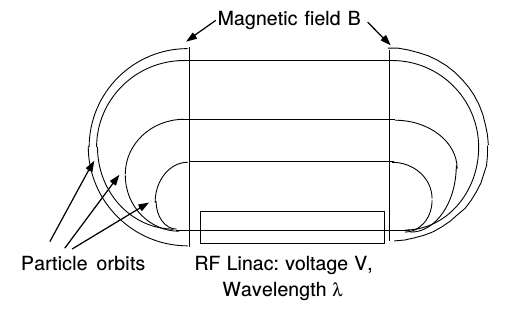 Magnetic field B
Particle orbits
RF Linac: voltage V,
Wavelength λ